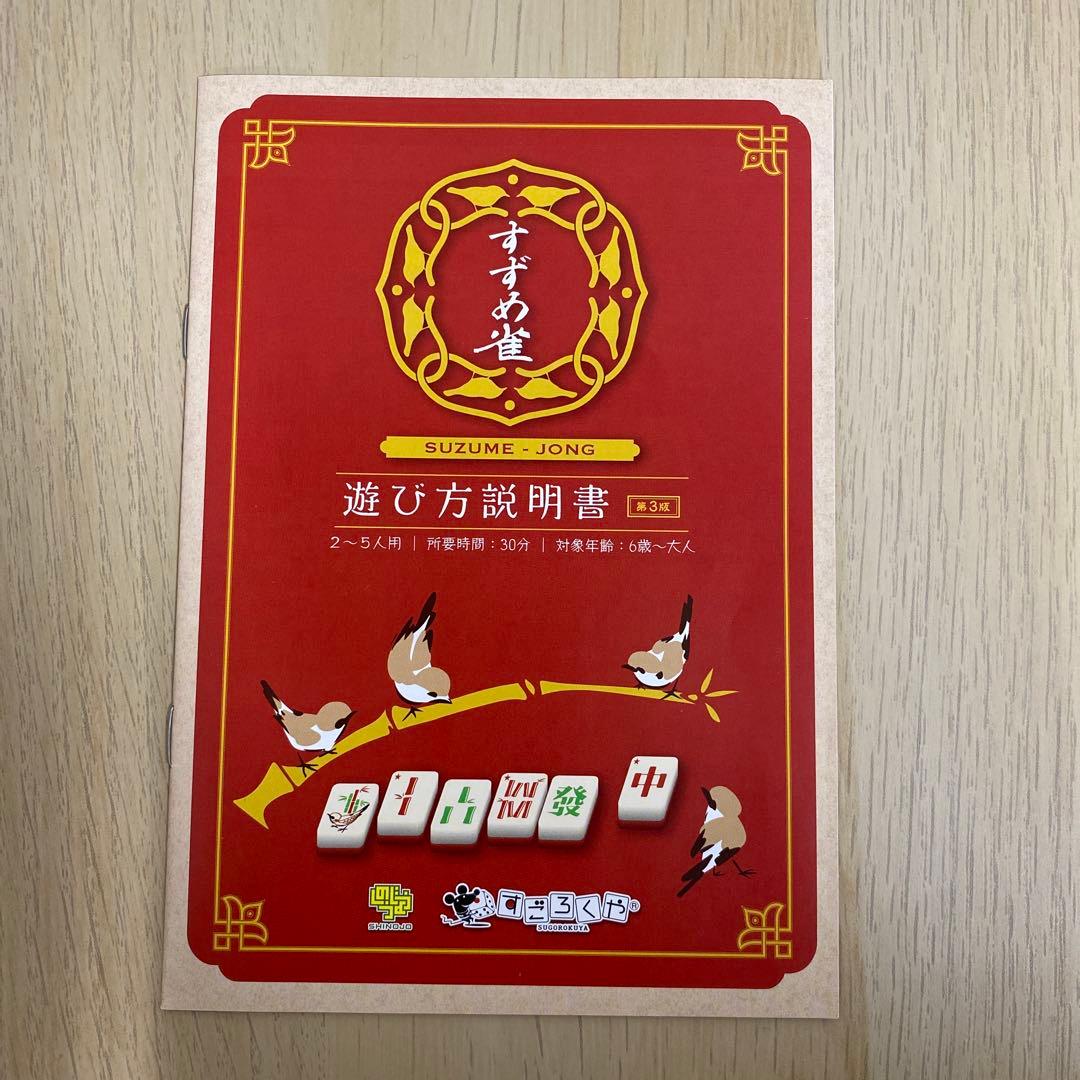 すずめ雀
SUZUME - JONG
遊び方説明書 第3版
2～5人用 | 所要時間：30分 | 対象年齢：6歳～大人
發
中
SHINOJO
すごろくや®
SUGOROKUYA